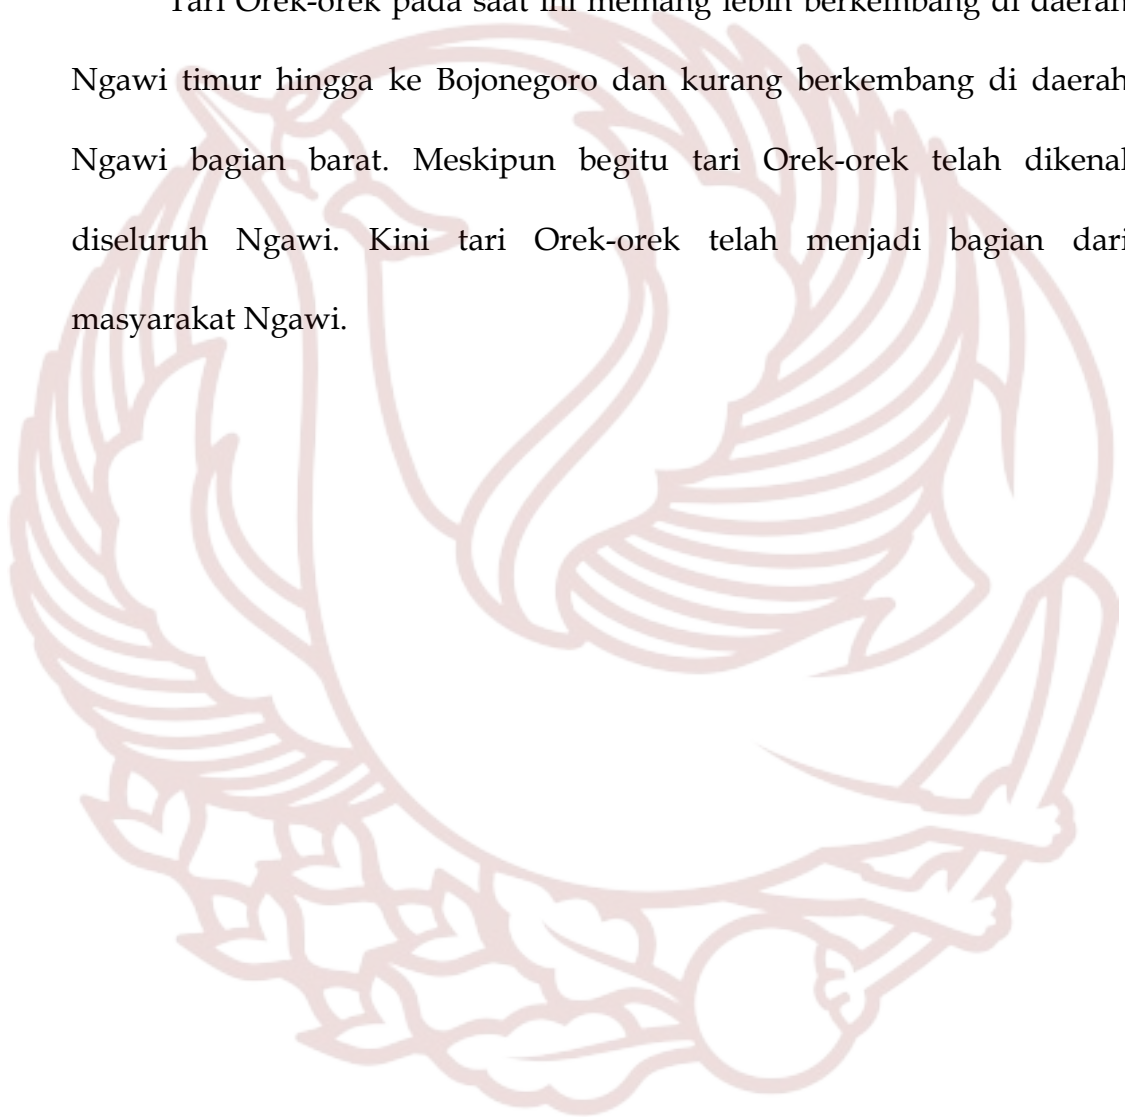 Tari Orek-orek pada saat ini memang lebih berkembang di daerah
Ngawi timur hingga ke Bojonegoro dan kurang berkembang di daerah
Ngawi bagian barat. Meskipun begitu tari Orek-orek telah dikenal
diseluruh Ngawi. Kini tari Orek-orek telah menjadi bagian dari
masyarakat Ngawi.